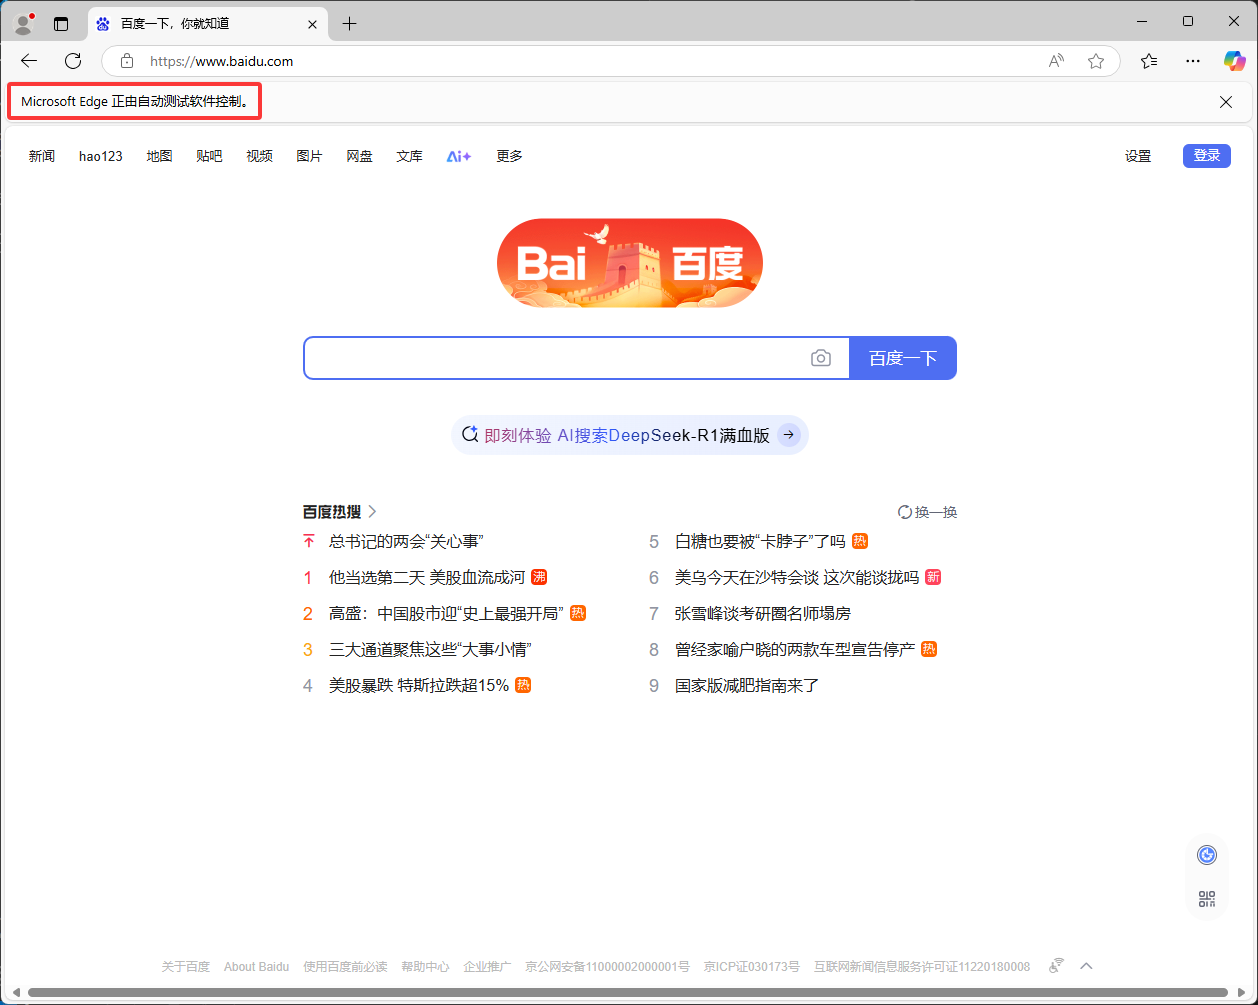 百度一下，你就知道
https://www.baidu.com
Microsoft Edge 正由自动测试软件控制。
新闻 hao123 地图 贴吧 视频 图片 网盘 文库 Ai+ 更多 设置 登录
Bai 百度
百度一下
即刻体验 AI搜索DeepSeek-R1满血版
百度热搜 换一换
总书记的两会“关心事”
1 他当选第二天 美股血流成河 沸
2 高盛：中国股市迎“史上最强开局” 热
3 三大通道聚焦这些“大事小情”
4 美股暴跌 特斯拉跌超15% 热
5 白糖也要被“卡脖子”了吗 热
6 美乌今天在沙特会谈 这次能谈拢吗 新
7 张雪峰谈考研圈名师塌房
8 曾经家喻户晓的两款车型宣告停产 热
9 国家版减肥指南来了
关于百度 About Baidu 使用百度前必读 帮助中心 企业推广 京公网安备11000002000001号 京ICP证030173号 互联网新闻信息服务许可证11220180008